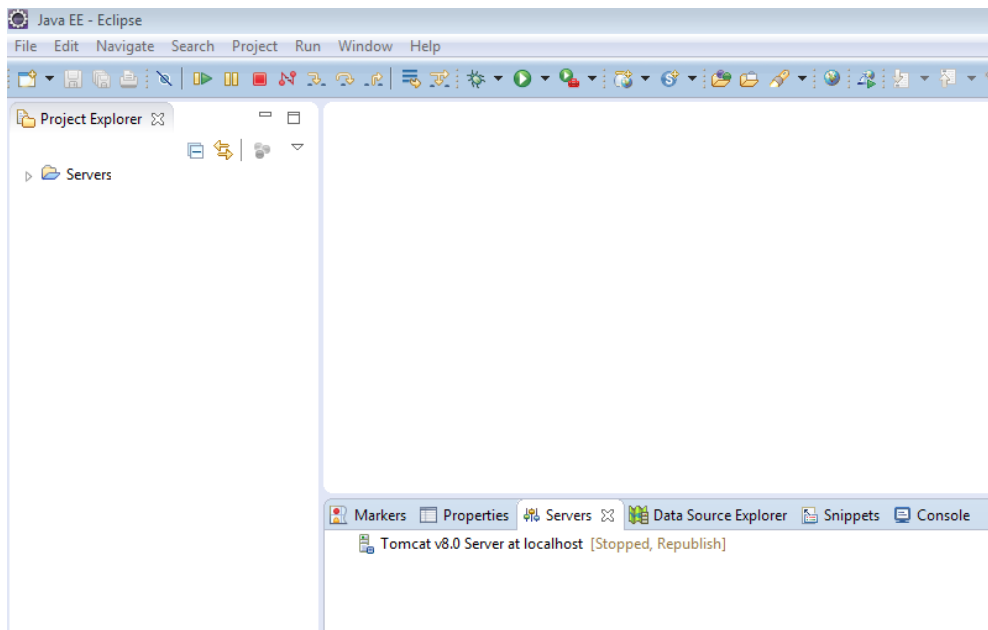 Java EE - Eclipse
File Edit Navigate Search Project Run Window Help
Project Explorer
Servers
Markers Properties Servers Data Source Explorer Snippets Console
Tomcat v8.0 Server at localhost [Stopped, Republish]